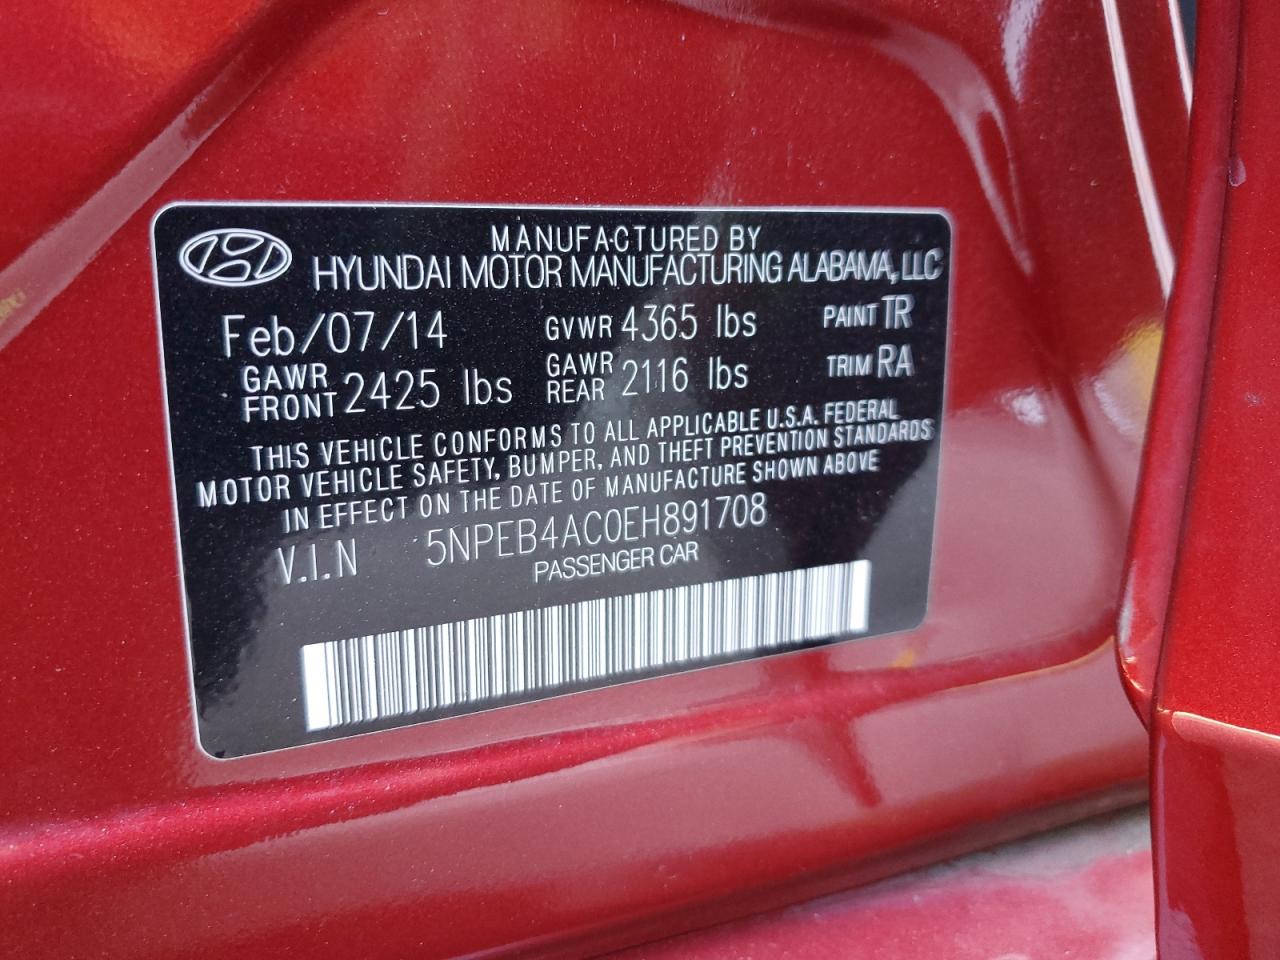 MANUFACTURED BY
HYUNDAI MOTOR MANUFACTURING ALABAMA, LLC
Feb/07/14 GVWR 4365 lbs PAINT TR
GAWR FRONT 2425 lbs GAWR REAR 2116 lbs TRIM RA
THIS VEHICLE CONFORMS TO ALL APPLICABLE U.S.A. FEDERAL
MOTOR VEHICLE SAFETY, BUMPER, AND THEFT PREVENTION STANDARDS
IN EFFECT ON THE DATE OF MANUFACTURE SHOWN ABOVE
V.I.N 5NPEB4AC0EH891708
PASSENGER CAR